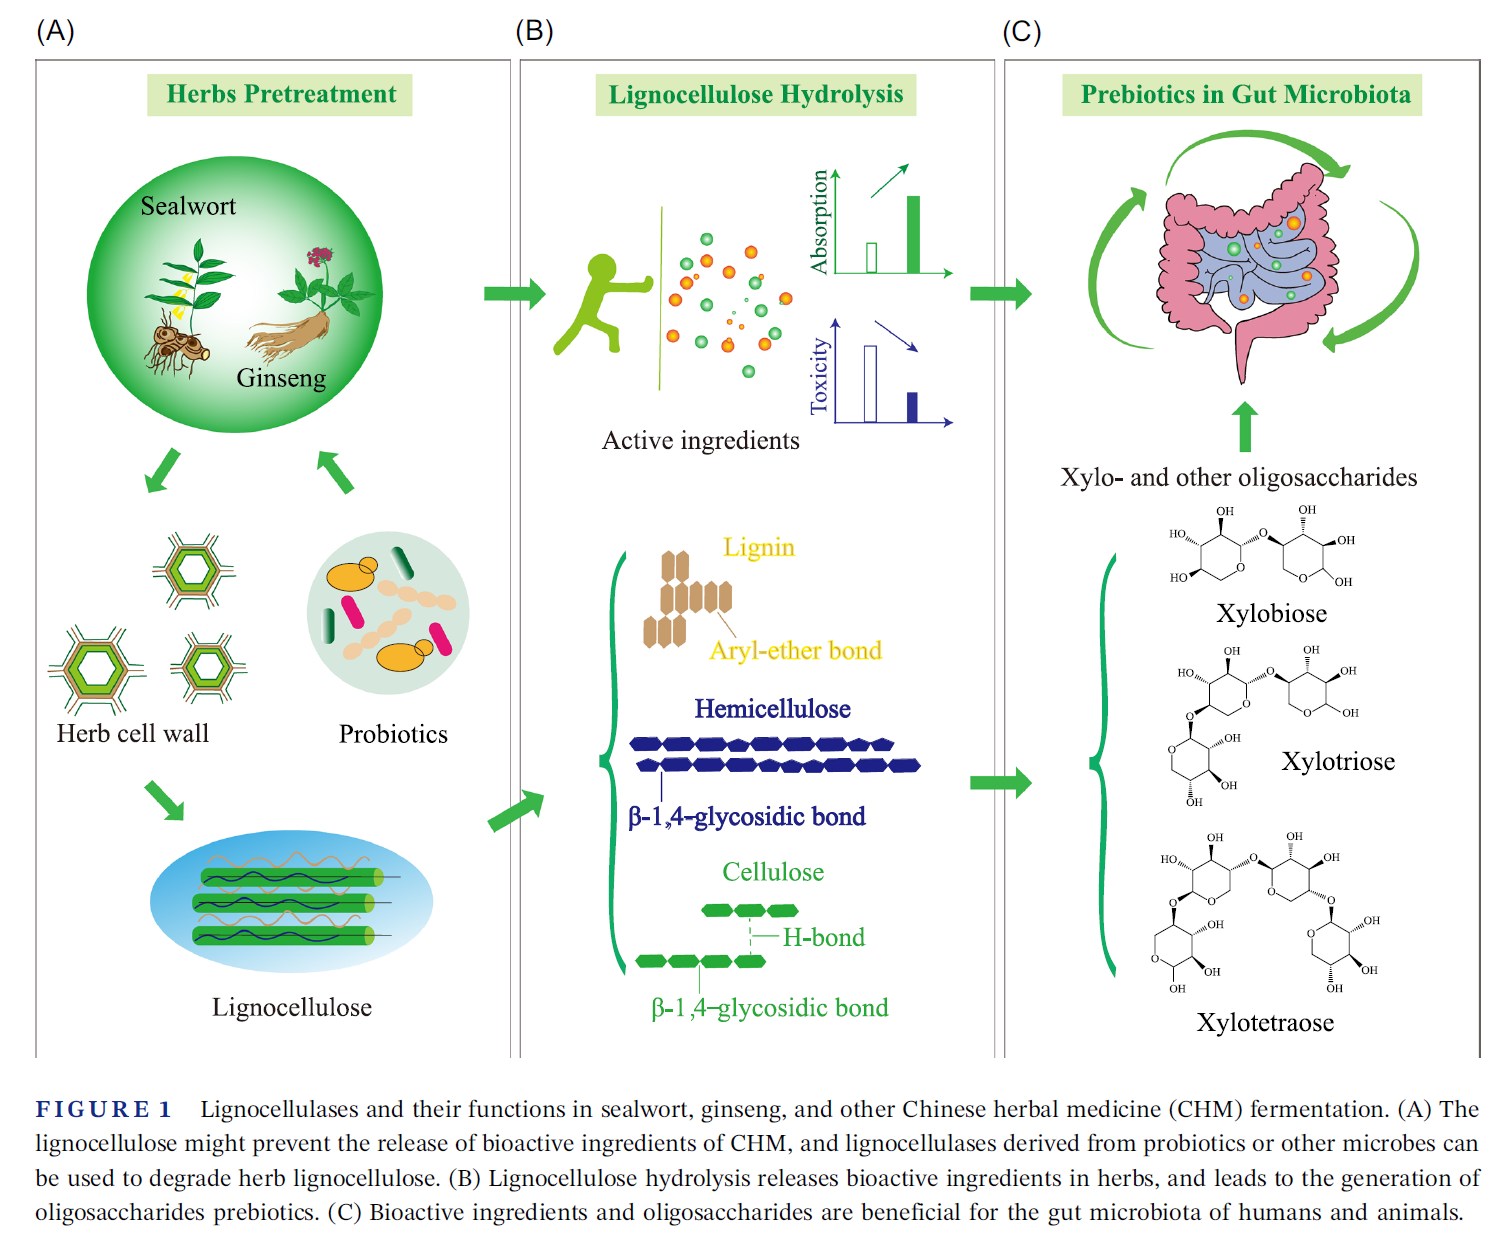 (A)
Herbs Pretreatment
Sealwort
Ginseng
Herb cell wall
Probiotics
Lignocellulose
(B)
Lignocellulose Hydrolysis
Absorption
Toxicity
Active ingredients
Lignin
Aryl-ether bond
Hemicellulose
β-1,4-glycosidic bond
Cellulose
H-bond
β-1,4-glycosidic bond
(C)
Prebiotics in Gut Microbiota
Xylo- and other oligosaccharides
OH
OH
HO
O
OH
HO
O
O
OH
Xylobiose
OH
OH
HO
O
OH
O
O
OH
O
O
OH
OH
OH
Xylotriose
OH
OH
HO
O
OH
O
O
O
O
OH
OH
O
O
OH
OH
OH
OH
Xylotetraose
FIGURE 1 Lignocellulases and their functions in sealwort, ginseng, and other Chinese herbal medicine (CHM) fermentation. (A) The
lignocellulose might prevent the release of bioactive ingredients of CHM, and lignocellulases derived from probiotics or other microbes can
be used to degrade herb lignocellulose. (B) Lignocellulose hydrolysis releases bioactive ingredients in herbs, and leads to the generation of
oligosaccharides prebiotics. (C) Bioactive ingredients and oligosaccharides are beneficial for the gut microbiota of humans and animals.